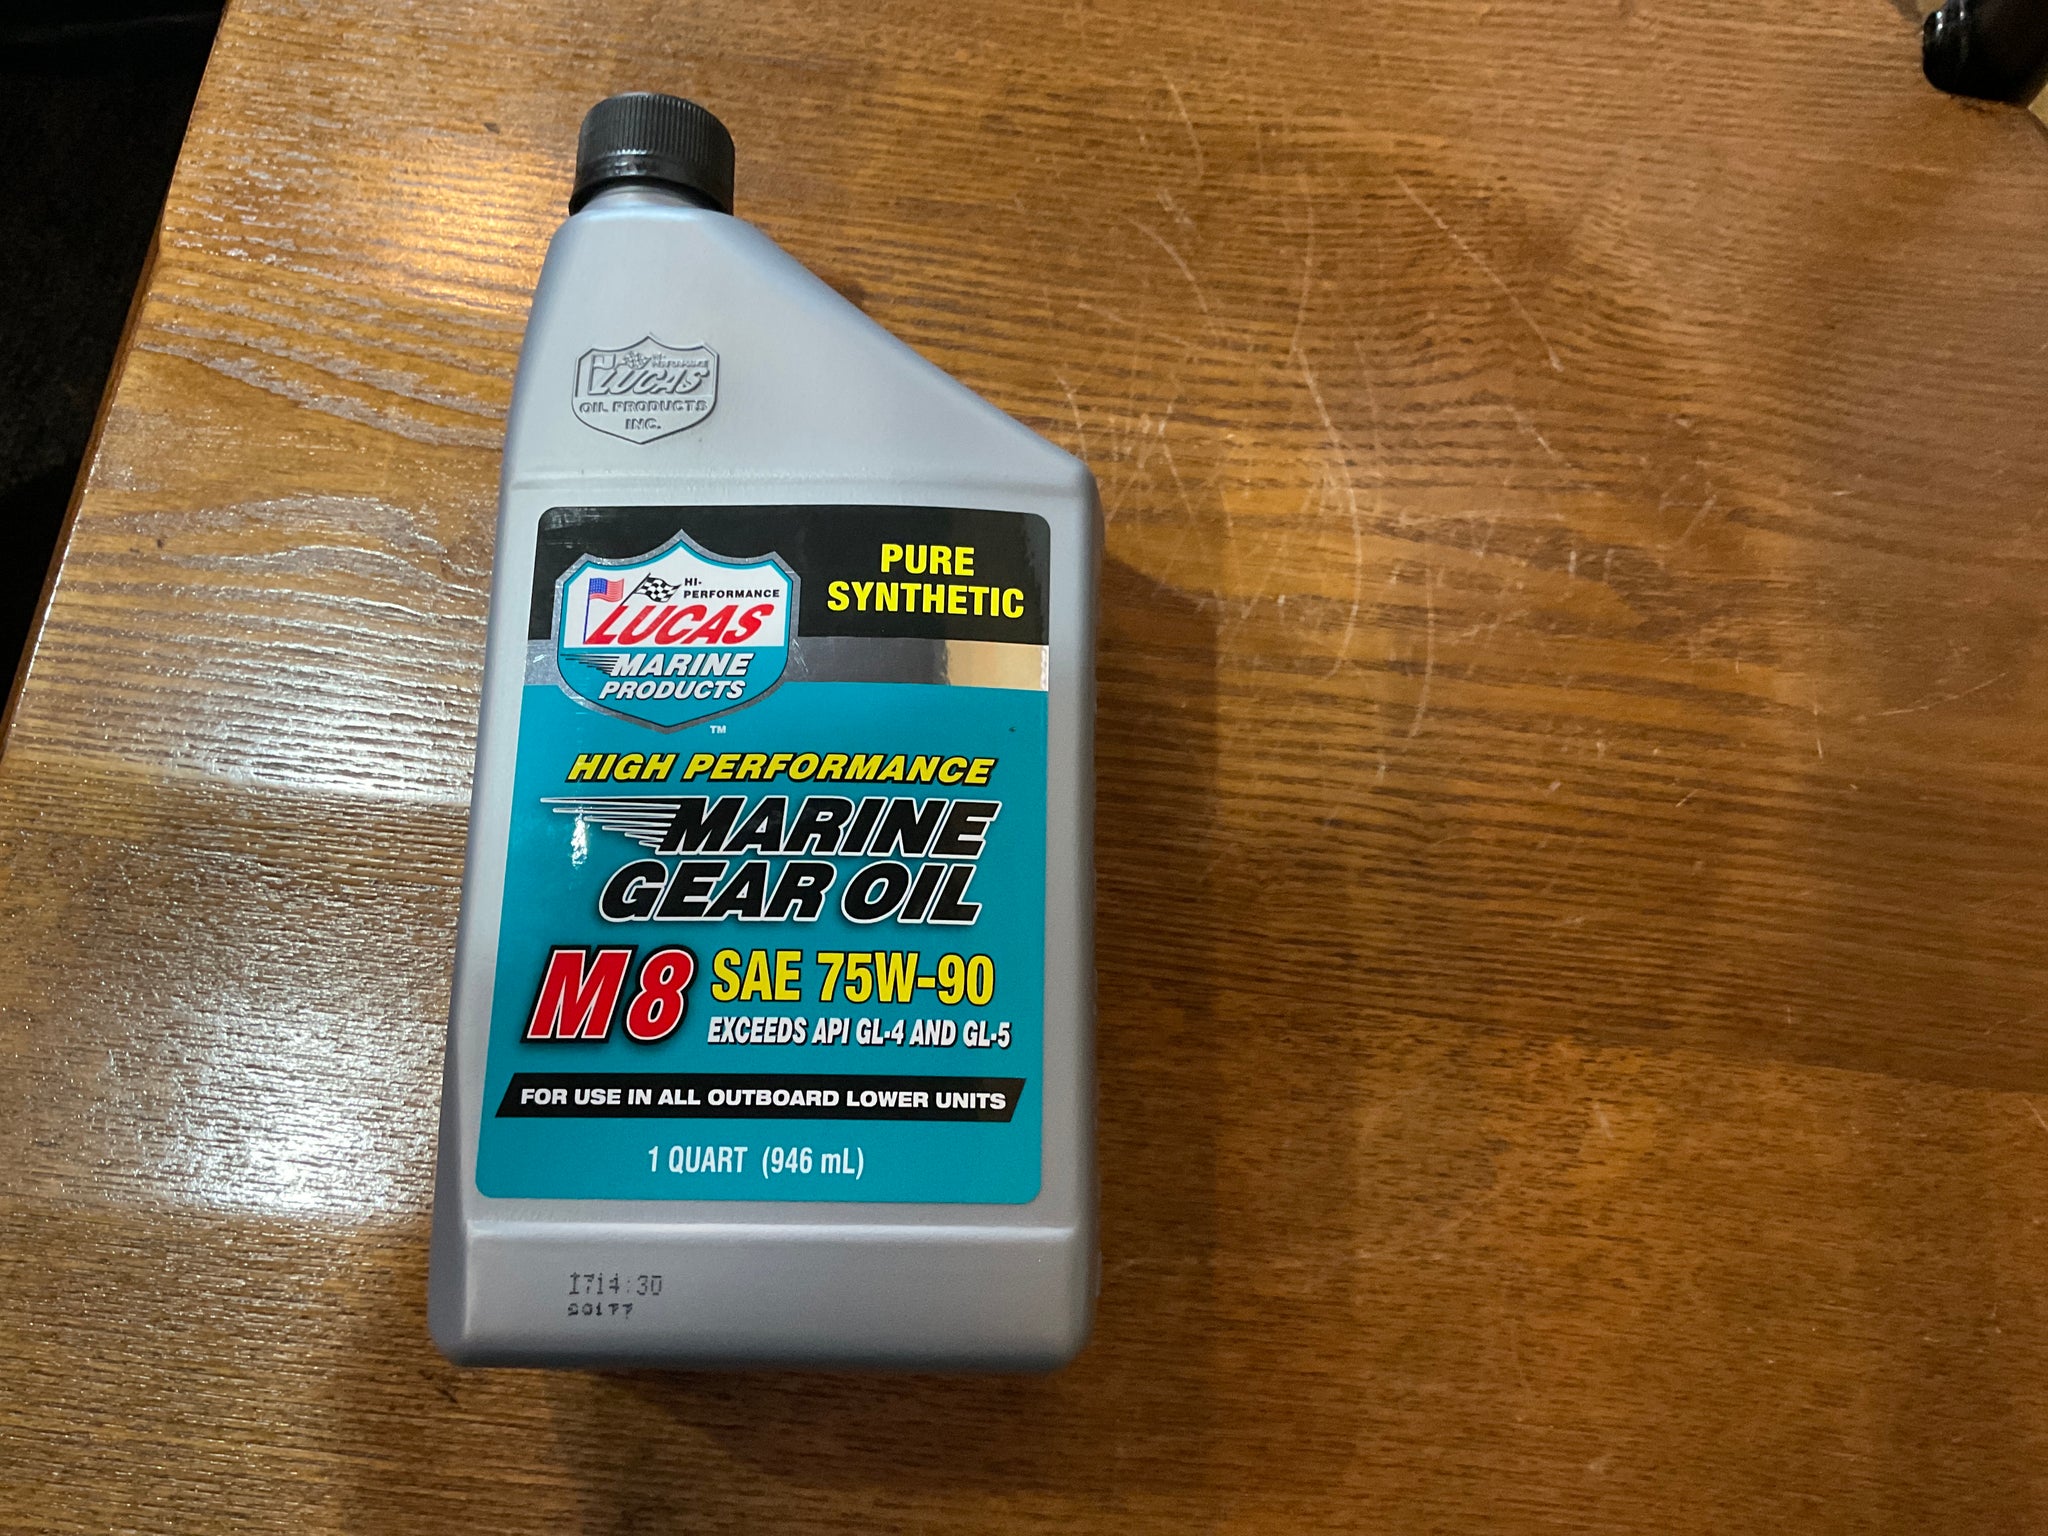 LUCAS
OIL PRODUCTS
INC.
PURE
SYNTHETIC
HI-
PERFORMANCE
LUCAS
MARINE
PRODUCTS
TM
HIGH PERFORMANCE
MARINE
GEAR OIL
M8 SAE 75W-90
EXCEEDS API GL-4 AND GL-5
FOR USE IN ALL OUTBOARD LOWER UNITS
1 QUART (946 mL)
1714:30